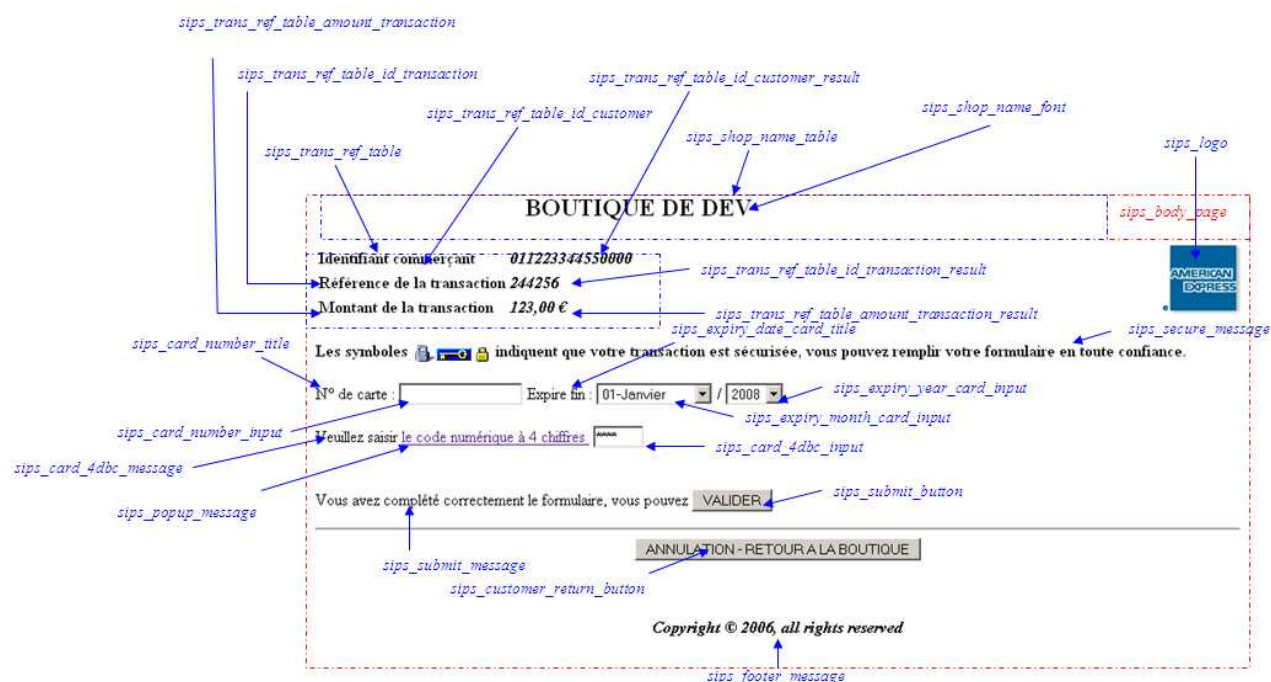 sips_trans_ref_table_amount_transaction
sips_trans_ref_table_id_transaction
sips_trans_ref_table_id_customer_result
sips_trans_ref_table_id_customer
sips_shop_name_font
sips_shop_name_table
sips_logo
sips_trans_ref_table
BOUTIQUE DE DEV
sips_body_page
Identifiant commerçant 011223344550000
AMERICAN EXPRESS
sips_trans_ref_table_id_transaction_result
Référence de la transaction 244256
Montant de la transaction 123,00 €
sips_trans_ref_table_amount_transaction_result
sips_expiry_date_card_title
sips_secure_message
sips_card_number_title
Les symboles indiquent que votre transaction est sécurisée, vous pouvez remplir votre formulaire en toute confiance.
N° de carte : Expire fin : 01-Janvier / 2008
sips_expiry_year_card_input
sips_expiry_month_card_input
sips_card_number_input
Veuillez saisir le code numérique à 4 chiffres ****
sips_card_4dbc_input
sips_card_4dbc_message
sips_popup_message
Vous avez complété correctement le formulaire, vous pouvez VALIDER
sips_submit_button
ANNULATION - RETOUR A LA BOUTIQUE
sips_submit_message
sips_customer_return_button
Copyright © 2006, all rights reserved
sips_footer_message